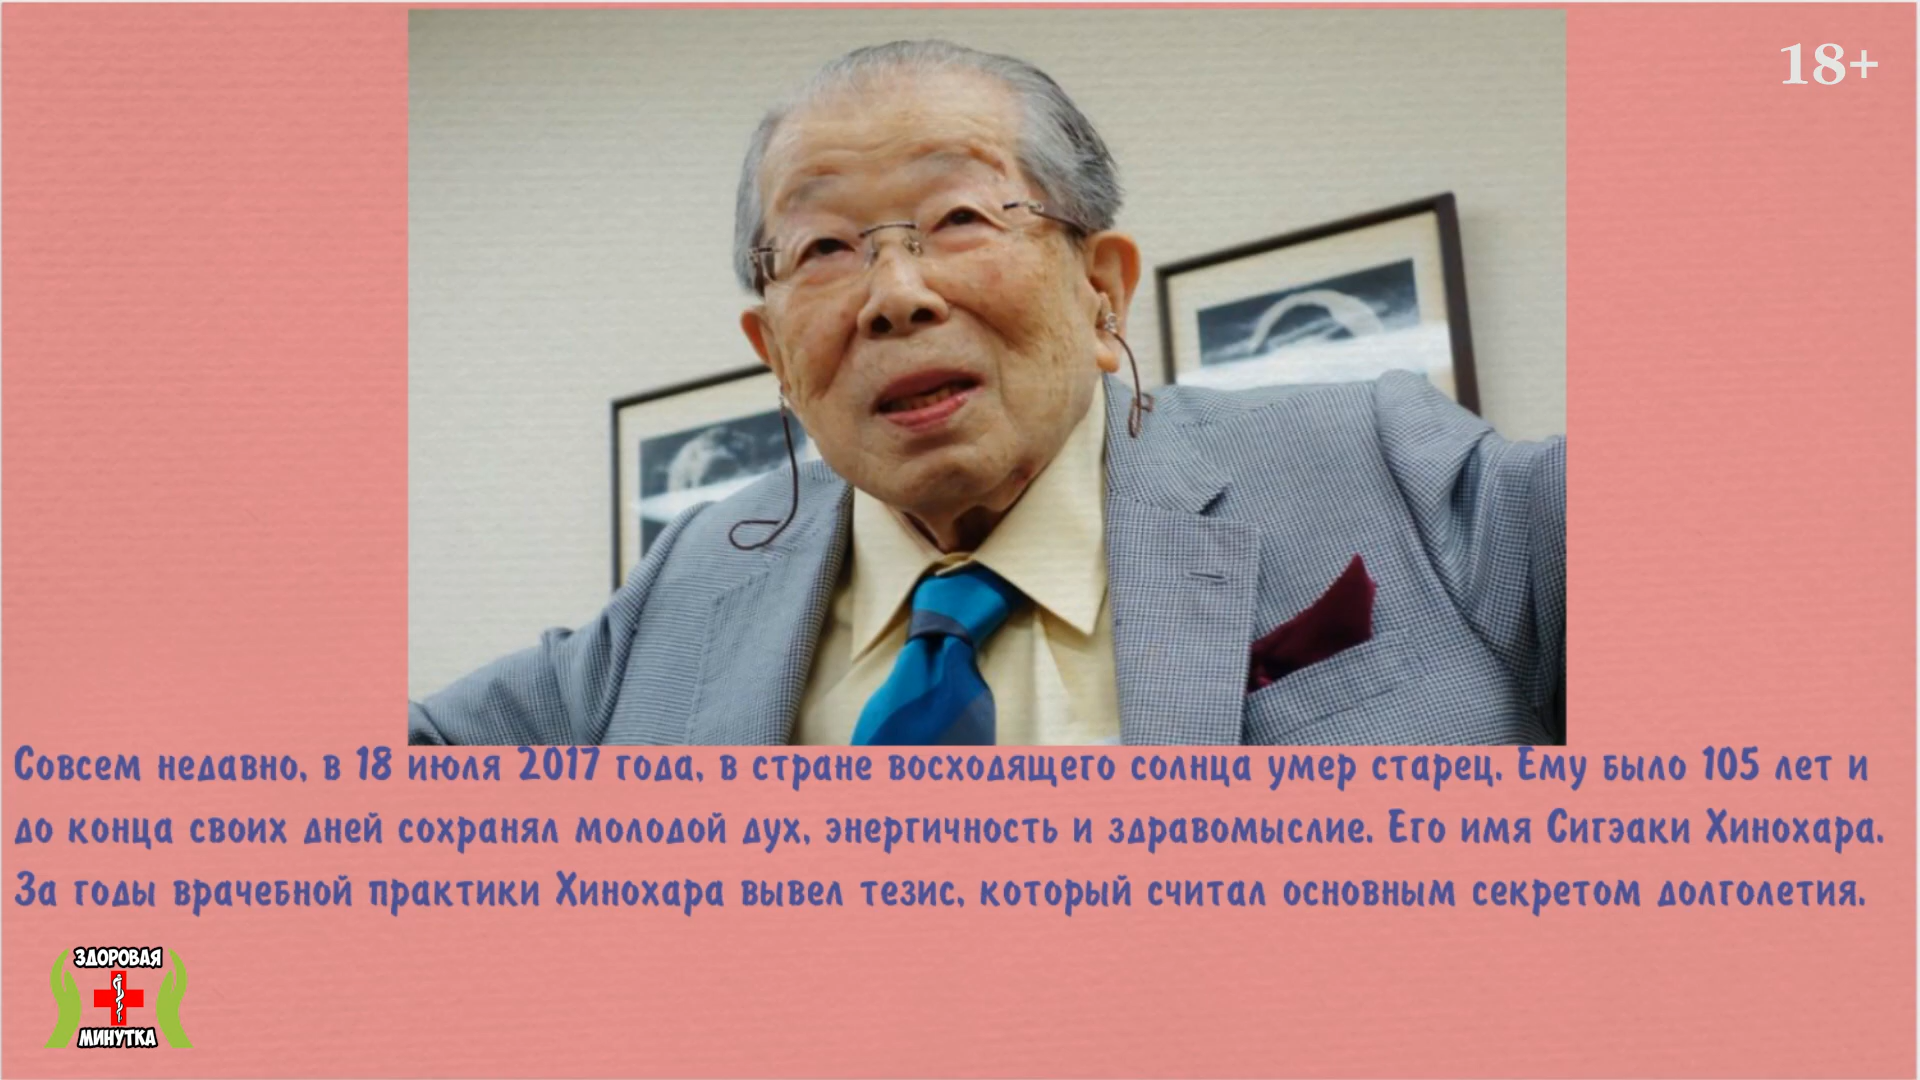 18+
Совсем недавно, в 18 июля 2017 года, в стране восходящего солнца умер старец. Ему было 105 лет и
до конца своих дней сохранял молодой дух, энергичность и здравомыслие. Его имя Сигэаки Хинохара.
За годы врачебной практики Хинохара вывел тезис, который считал основным секретом долголетия.
ЗДОРОВАЯ
МИНУТКА